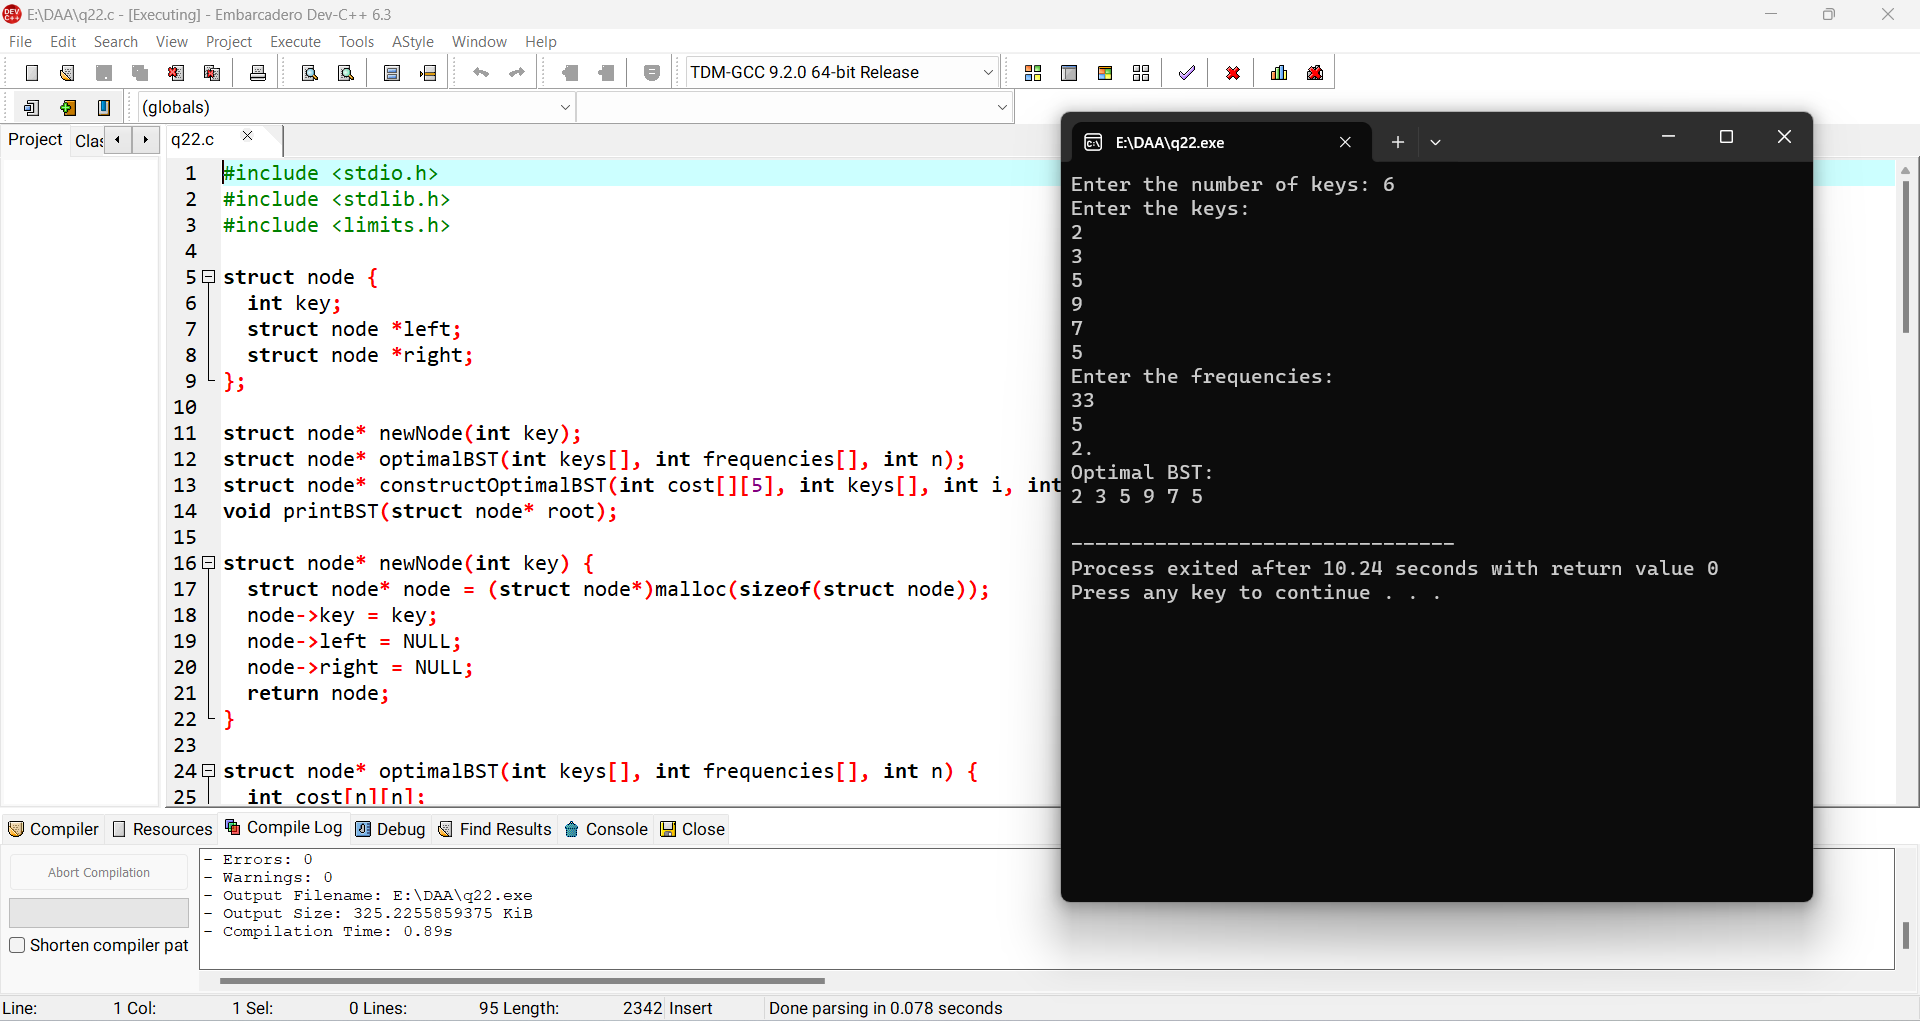 E:\DAA\q22.c - [Executing] - Embarcadero Dev-C++ 6.3
File Edit Search View Project Execute Tools AStyle Window Help
TDM-GCC 9.2.0 64-bit Release
(globals)
Project Clas q22.c
1 #include <stdio.h>
2 #include <stdlib.h>
3 #include <limits.h>
4
5 struct node {
6 int key;
7 struct node *left;
8 struct node *right;
9 };
10
11 struct node* newNode(int key);
12 struct node* optimalBST(int keys[], int frequencies[], int n);
13 struct node* constructOptimalBST(int cost[][5], int keys[], int i, int
14 void printBST(struct node* root);
15
16 struct node* newNode(int key) {
17 struct node* node = (struct node*)malloc(sizeof(struct node));
18 node->key = key;
19 node->left = NULL;
20 node->right = NULL;
21 return node;
22 }
23
24 struct node* optimalBST(int keys[], int frequencies[], int n) {
25 int cost[n][n];
E:\DAA\q22.exe
Enter the number of keys: 6
Enter the keys:
2
3
5
9
7
5
Enter the frequencies:
33
5
2.
Optimal BST:
2 3 5 9 7 5
--------------------------------
Process exited after 10.24 seconds with return value 0
Press any key to continue . . .
Compiler Resources Compile Log Debug Find Results Console Close
Abort Compilation
Shorten compiler pat
- Errors: 0
- Warnings: 0
- Output Filename: E:\DAA\q22.exe
- Output Size: 325.2255859375 KiB
- Compilation Time: 0.89s
Line: 1 Col: 1 Sel: 0 Lines: 95 Length: 2342 Insert Done parsing in 0.078 seconds